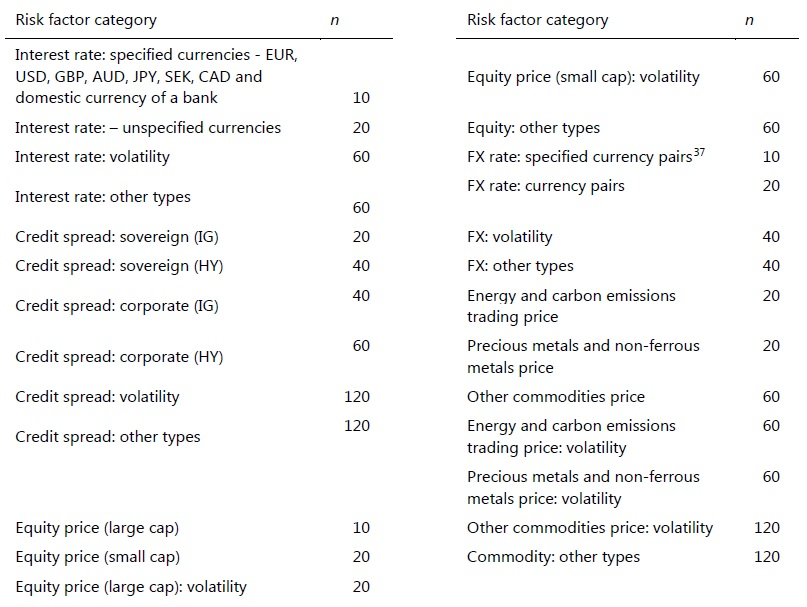 Risk factor category n
Interest rate: specified currencies - EUR,
USD, GBP, AUD, JPY, SEK, CAD and
domestic currency of a bank 10
Interest rate: – unspecified currencies 20
Interest rate: volatility 60
Interest rate: other types 60
Credit spread: sovereign (IG) 20
Credit spread: sovereign (HY) 40
Credit spread: corporate (IG) 40
Credit spread: corporate (HY) 60
Credit spread: volatility 120
Credit spread: other types 120
Equity price (large cap) 10
Equity price (small cap) 20
Equity price (large cap): volatility 20
Risk factor category n
Equity price (small cap): volatility 60
Equity: other types 60
FX rate: specified currency pairs37 10
FX rate: currency pairs 20
FX: volatility 40
FX: other types 40
Energy and carbon emissions 20
trading price
Precious metals and non-ferrous 20
metals price
Other commodities price 60
Energy and carbon emissions 60
trading price: volatility
Precious metals and non-ferrous 60
metals price: volatility
Other commodities price: volatility 120
Commodity: other types 120